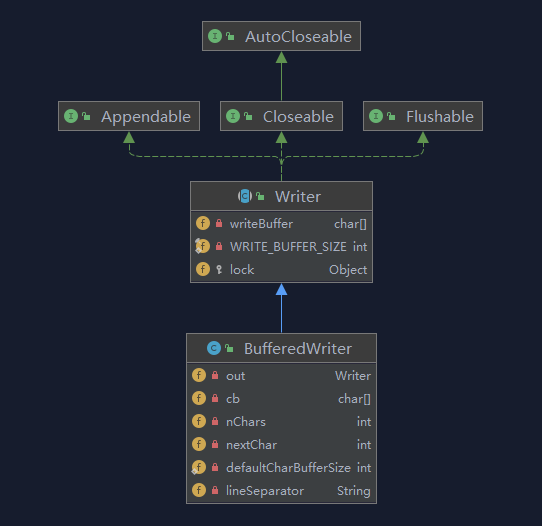 AutoCloseable
Appendable Closeable Flushable
Writer
writeBuffer char[]
WRITE_BUFFER_SIZE int
lock Object
BufferedWriter
out Writer
cb char[]
nChars int
nextChar int
defaultCharBufferSize int
lineSeparator String